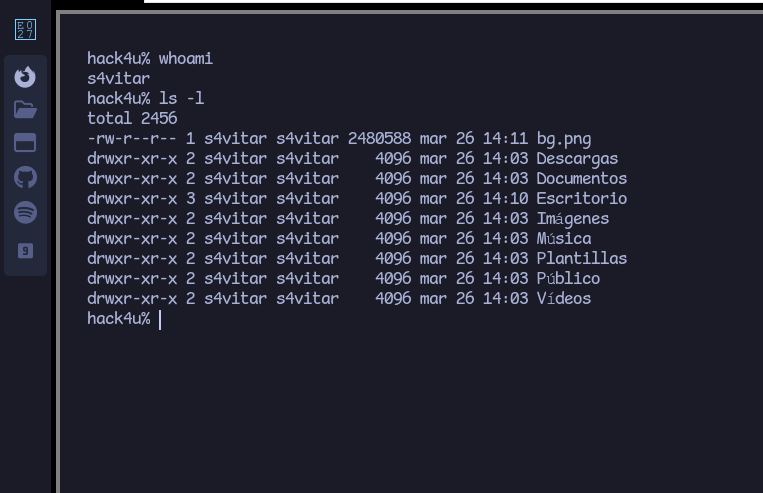 E0
27
9
hack4u% whoami
s4vitar
hack4u% ls -l
total 2456
-rw-r--r-- 1 s4vitar s4vitar 2480588 mar 26 14:11 bg.png
drwxr-xr-x 2 s4vitar s4vitar    4096 mar 26 14:03 Descargas
drwxr-xr-x 2 s4vitar s4vitar    4096 mar 26 14:03 Documentos
drwxr-xr-x 3 s4vitar s4vitar    4096 mar 26 14:10 Escritorio
drwxr-xr-x 2 s4vitar s4vitar    4096 mar 26 14:03 Imágenes
drwxr-xr-x 2 s4vitar s4vitar    4096 mar 26 14:03 Música
drwxr-xr-x 2 s4vitar s4vitar    4096 mar 26 14:03 Plantillas
drwxr-xr-x 2 s4vitar s4vitar    4096 mar 26 14:03 Público
drwxr-xr-x 2 s4vitar s4vitar    4096 mar 26 14:03 Vídeos
hack4u%